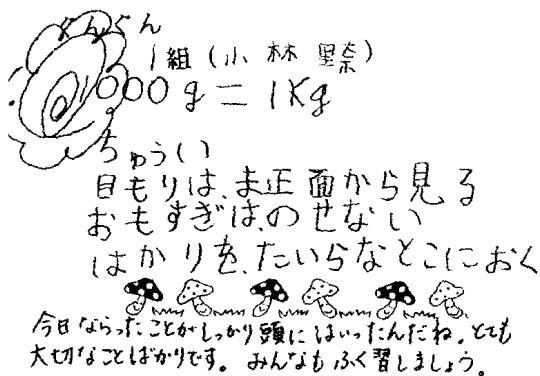 ぐんぐん
1組(小林里奈)
1000g=1Kg
ちゅうい
目もりは、ま正面から見る
おもすぎは、のせない
はかりを、たいらなとこにおく
今日ならったことがしっかり頭にはいったんだね。とても
大切なことばかりです。みんなもふく習しましょう。